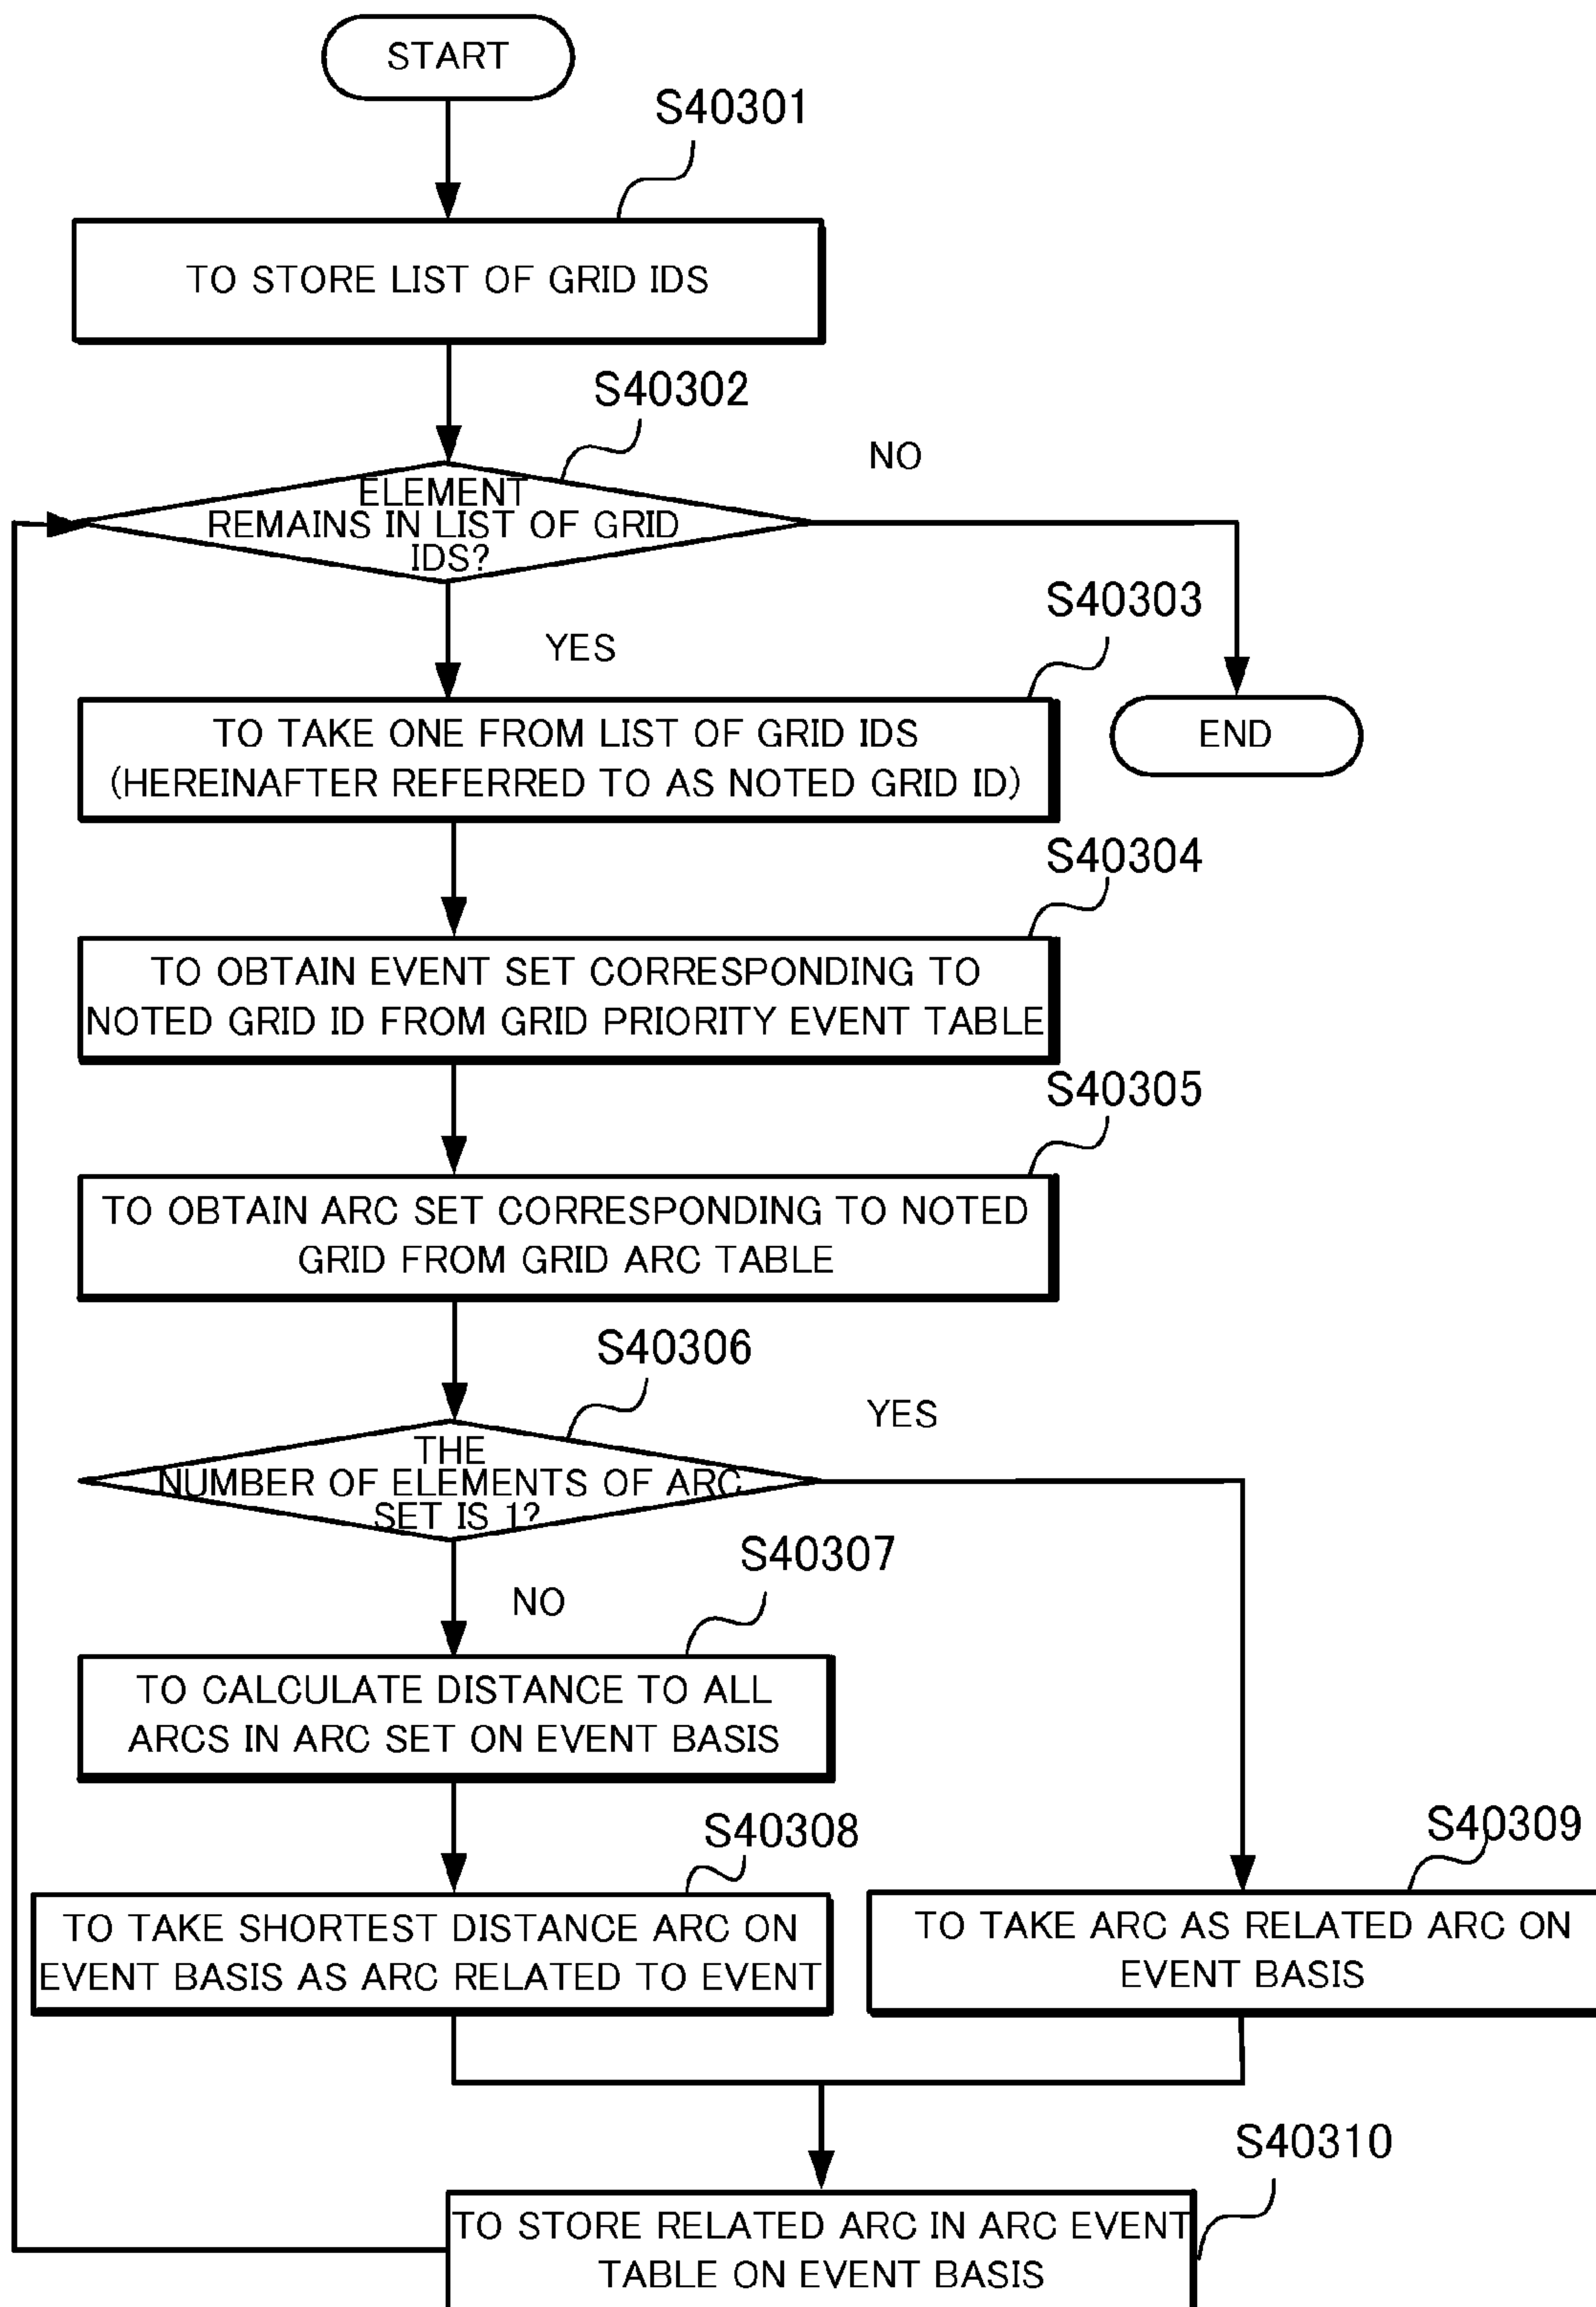 START
S40301
TO STORE LIST OF GRID IDS
S40302
NO
ELEMENT
REMAINS IN LIST OF GRID
IDS?
S40303
YES
TO TAKE ONE FROM LIST OF GRID IDS
(HEREINAFTER REFERRED TO AS NOTED GRID ID)
END
S40304
TO OBTAIN EVENT SET CORRESPONDING TO
NOTED GRID ID FROM GRID PRIORITY EVENT TABLE
S40305
TO OBTAIN ARC SET CORRESPONDING TO NOTED
GRID FROM GRID ARC TABLE
S40306
YES
THE
NUMBER OF ELEMENTS OF ARC
SET IS 1?
S40307
NO
TO CALCULATE DISTANCE TO ALL
ARCS IN ARC SET ON EVENT BASIS
S40308
S40309
TO TAKE SHORTEST DISTANCE ARC ON
EVENT BASIS AS ARC RELATED TO EVENT
TO TAKE ARC AS RELATED ARC ON
EVENT BASIS
S40310
TO STORE RELATED ARC IN ARC EVENT
TABLE ON EVENT BASIS